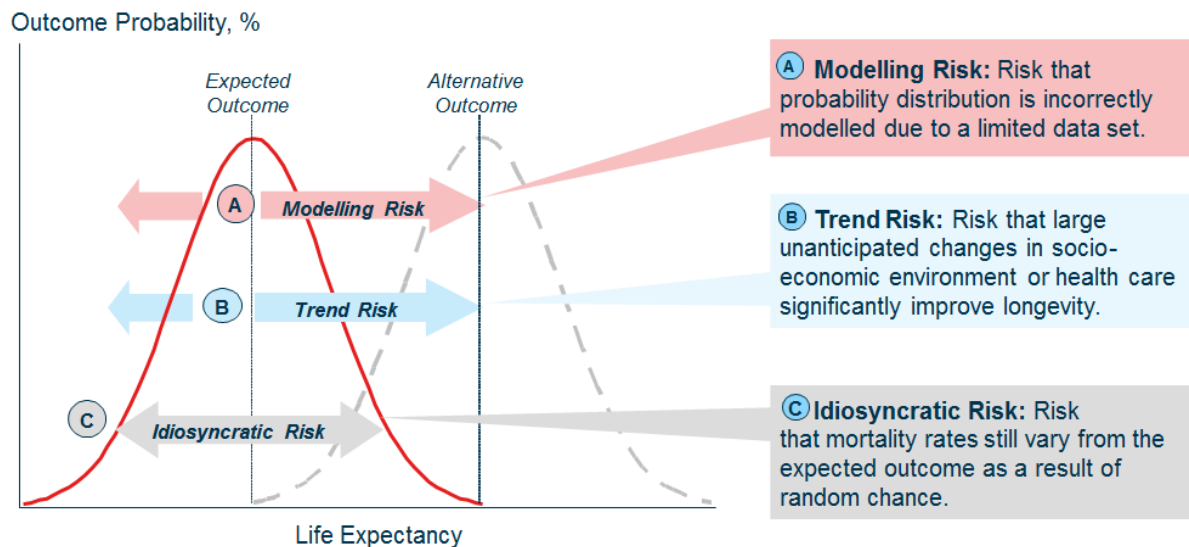 Outcome Probability, %
Expected
Outcome
Alternative
Outcome
A
Modelling Risk
B
Trend Risk
C
Idiosyncratic Risk
Life Expectancy
A Modelling Risk: Risk that
probability distribution is incorrectly
modelled due to a limited data set.
B Trend Risk: Risk that large
unanticipated changes in socio-
economic environment or health care
significantly improve longevity.
C Idiosyncratic Risk: Risk
that mortality rates still vary from the
expected outcome as a result of
random chance.